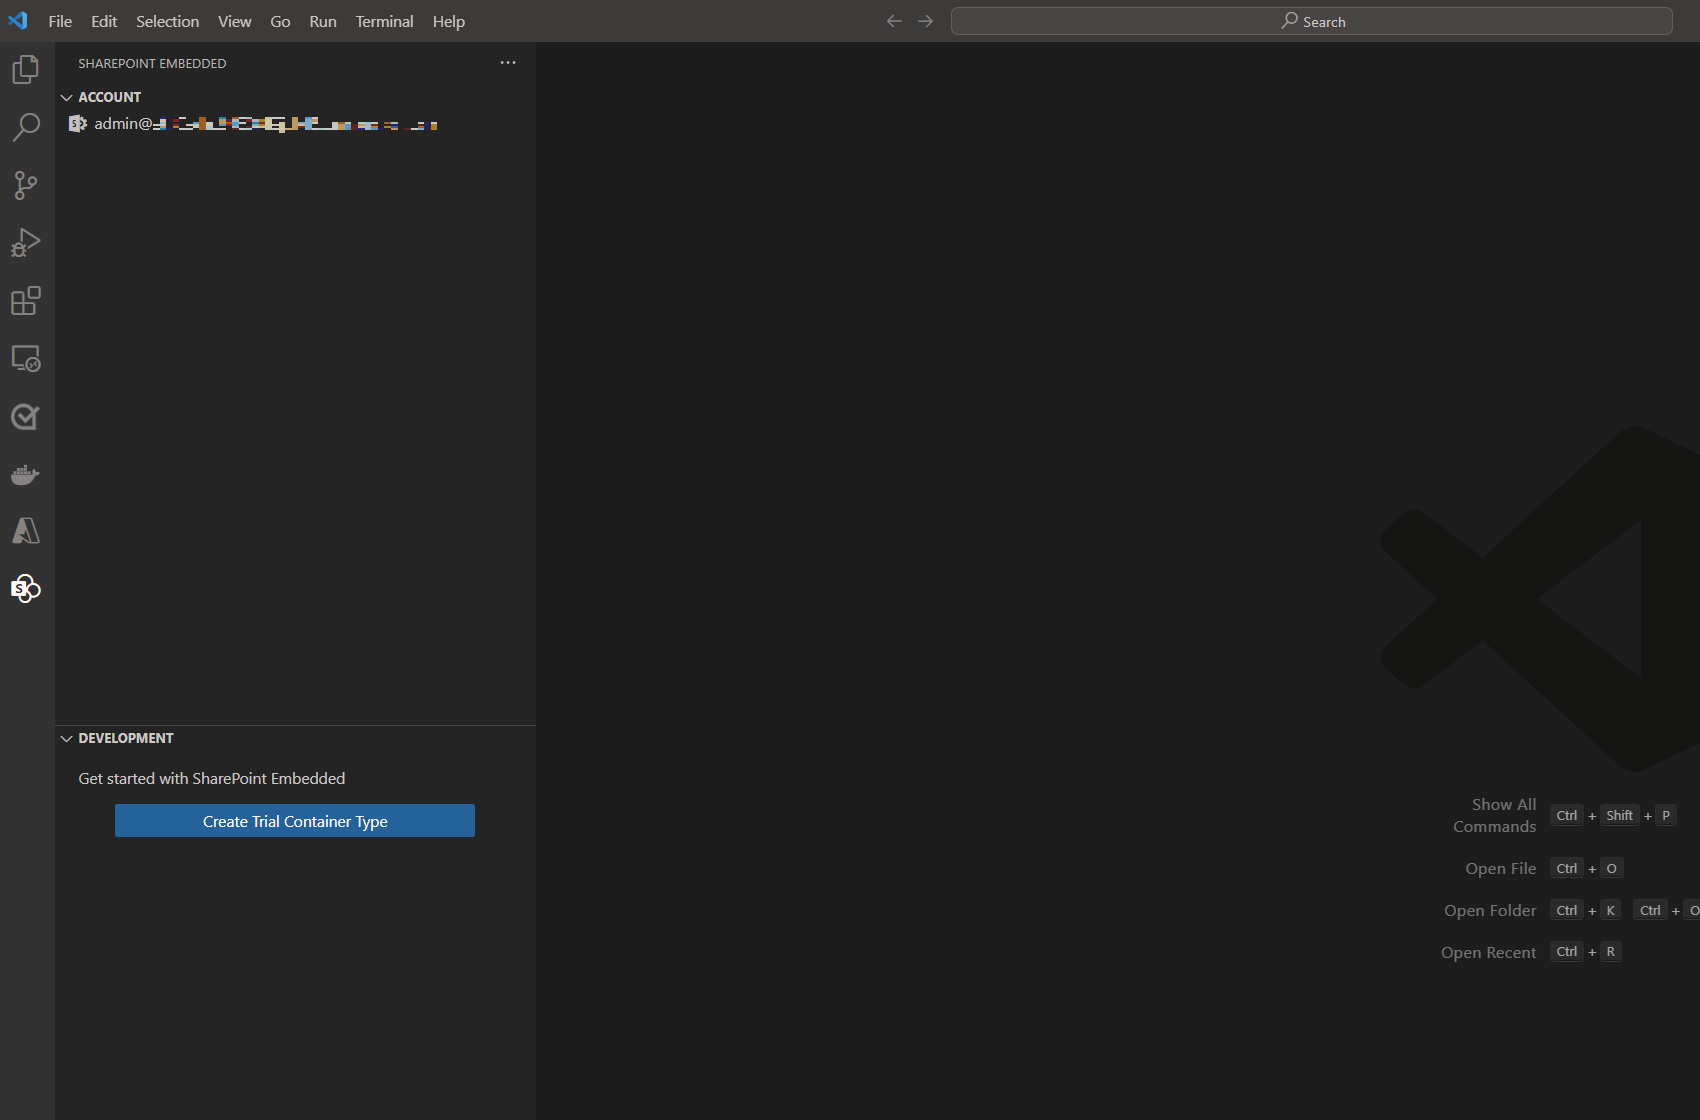 File Edit Selection View Go Run Terminal Help
Search
SHAREPOINT EMBEDDED
ACCOUNT
admin@
DEVELOPMENT
Get started with SharePoint Embedded
Create Trial Container Type
Show All Commands Ctrl + Shift + P
Open File Ctrl + O
Open Folder Ctrl + K Ctrl + O
Open Recent Ctrl + R